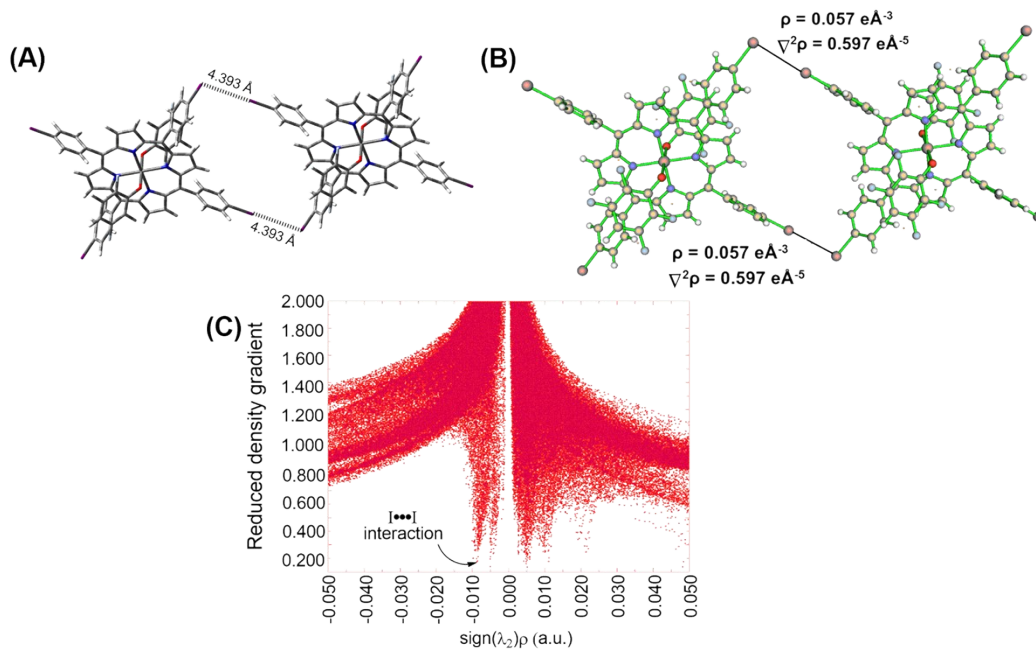 (A)
4.393 Å
4.393 Å
(B)
ρ = 0.057 eÅ⁻³
∇²ρ = 0.597 eÅ⁻⁵
ρ = 0.057 eÅ⁻³
∇²ρ = 0.597 eÅ⁻⁵
(C)
Reduced density gradient
2.000
1.800
1.600
1.400
1.200
1.000
0.800
0.600
0.400
0.200
I•••I
interaction
-0.050
-0.040
-0.030
-0.020
-0.010
0.000
0.010
0.020
0.030
0.040
0.050
sign(λ₂)ρ (a.u.)